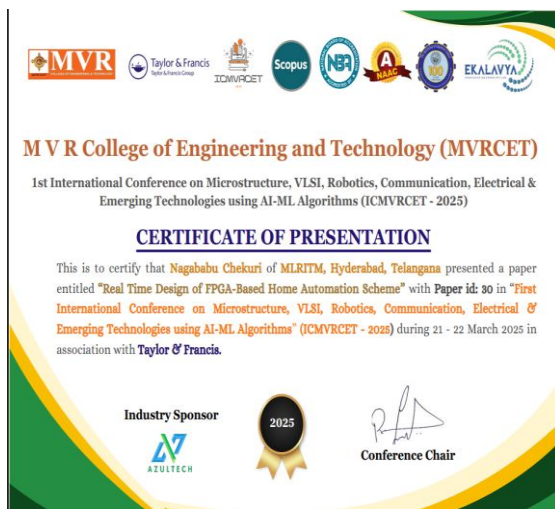 MVR
COLLEGE OF ENGINEERING & TECHNOLOGY
Taylor & Francis
Taylor & Francis Group
ICMVRCET
Scopus
NBA
A
NAAC
100
EKALAVYA
M V R College of Engineering and Technology (MVRCET)
1st International Conference on Microstructure, VLSI, Robotics, Communication, Electrical &
Emerging Technologies using AI-ML Algorithms (ICMVRCET - 2025)
CERTIFICATE OF PRESENTATION
This is to certify that Nagababu Chekuri of MLRITM, Hyderabad, Telangana presented a paper
entitled “Real Time Design of FPGA-Based Home Automation Scheme” with Paper id: 30 in “First
International Conference on Microstructure, VLSI, Robotics, Communication, Electrical &
Emerging Technologies using AI-ML Algorithms” (ICMVRCET - 2025) during 21 - 22 March 2025 in
association with Taylor & Francis.
Industry Sponsor
AZULTECH
2025
Conference Chair